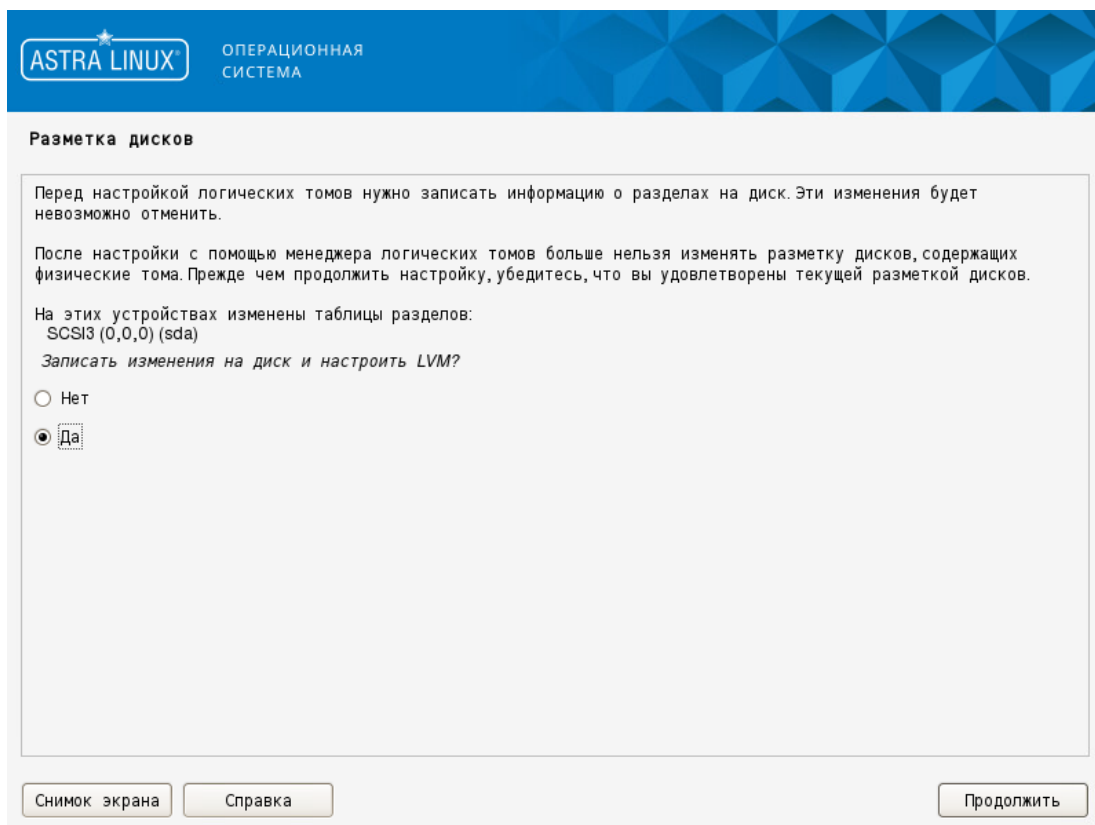 ASTRA LINUX®
ОПЕРАЦИОННАЯ
СИСТЕМА
Разметка дисков
Перед настройкой логических томов нужно записать информацию о разделах на диск. Эти изменения будет
невозможно отменить.
После настройки с помощью менеджера логических томов больше нельзя изменять разметку дисков, содержащих
физические тома. Прежде чем продолжить настройку, убедитесь, что вы удовлетворены текущей разметкой дисков.
На этих устройствах изменены таблицы разделов:
SCSI3 (0,0,0) (sda)
Записать изменения на диск и настроить LVM?
Нет
Да
Снимок экрана
Справка
Продолжить